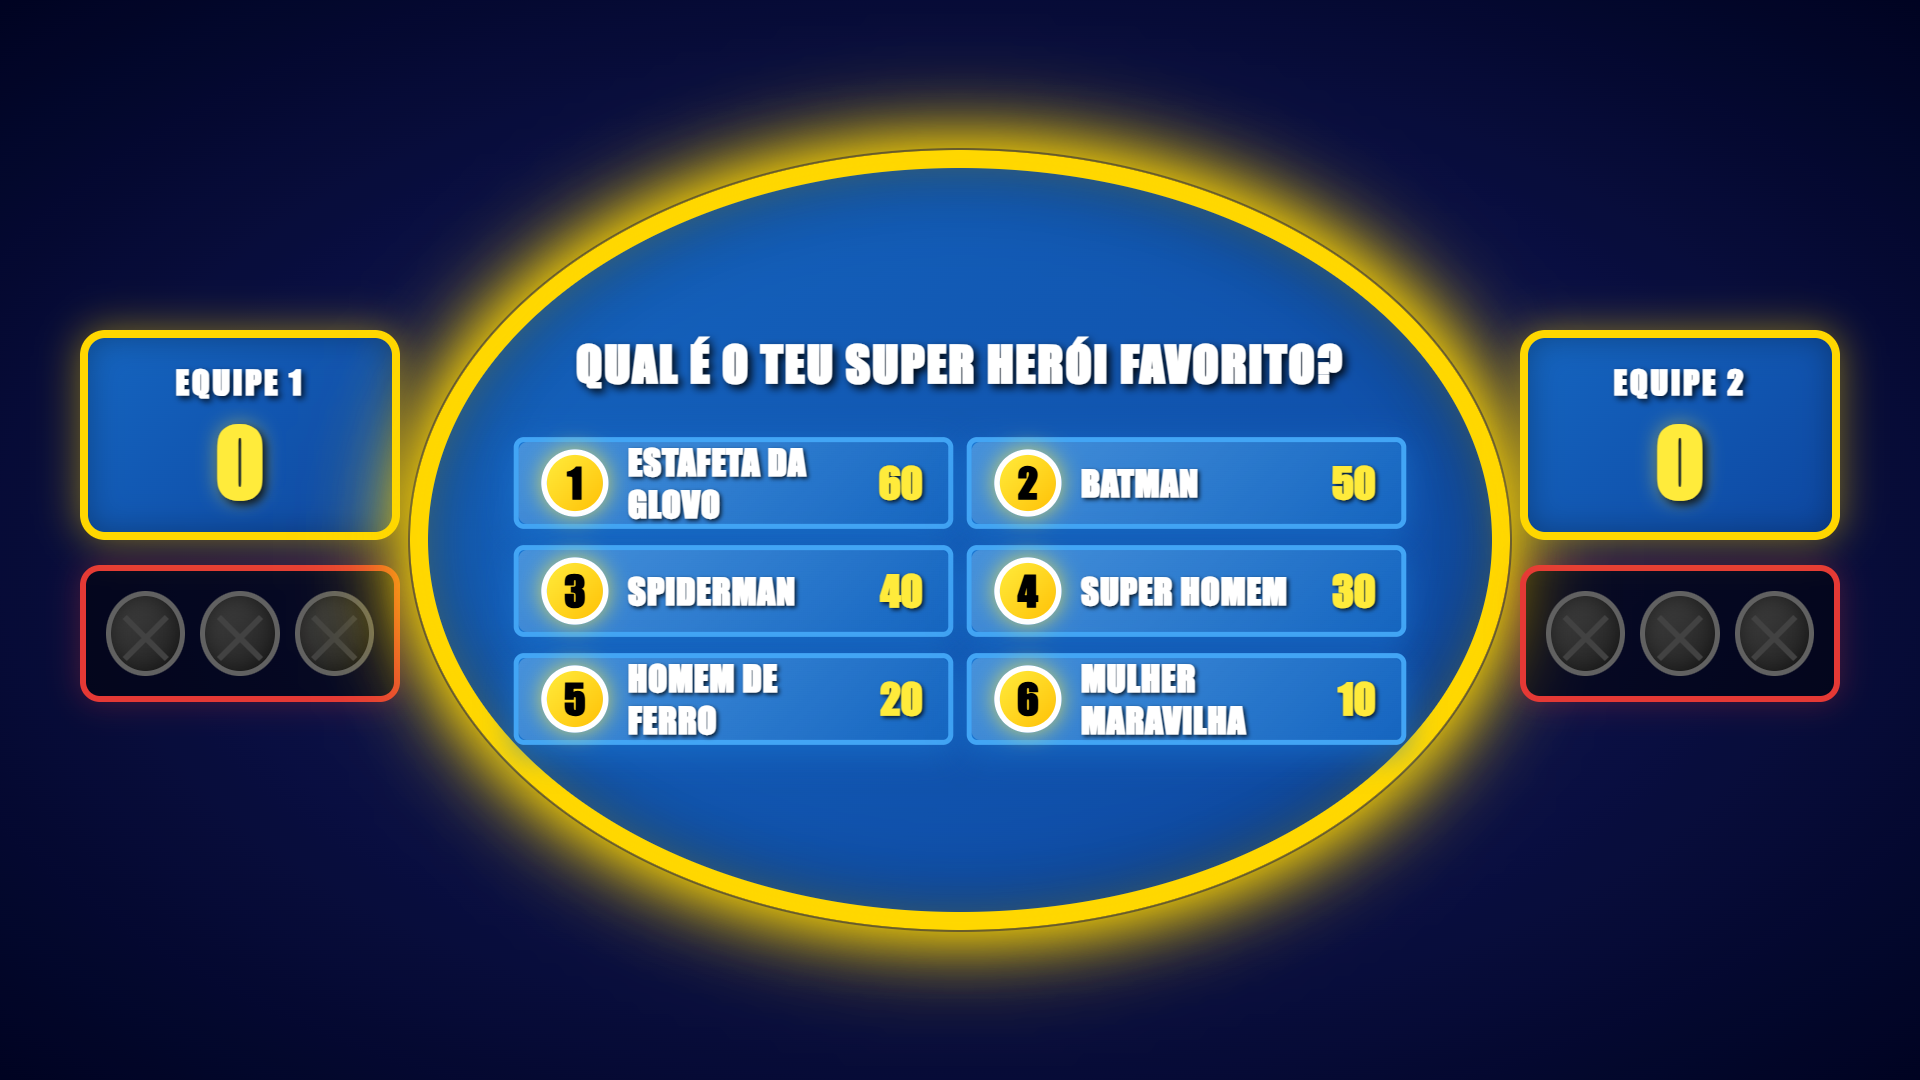 QUAL É O TEU SUPER HERÓI FAVORITO?
EQUIPE 1
0
1 ESTAFETA DA
GLOVO 60
2 BATMAN 50
3 SPIDERMAN 40
4 SUPER HOMEM 30
5 HOMEM DE
FERRO 20
6 MULHER
MARAVILHA 10
EQUIPE 2
0